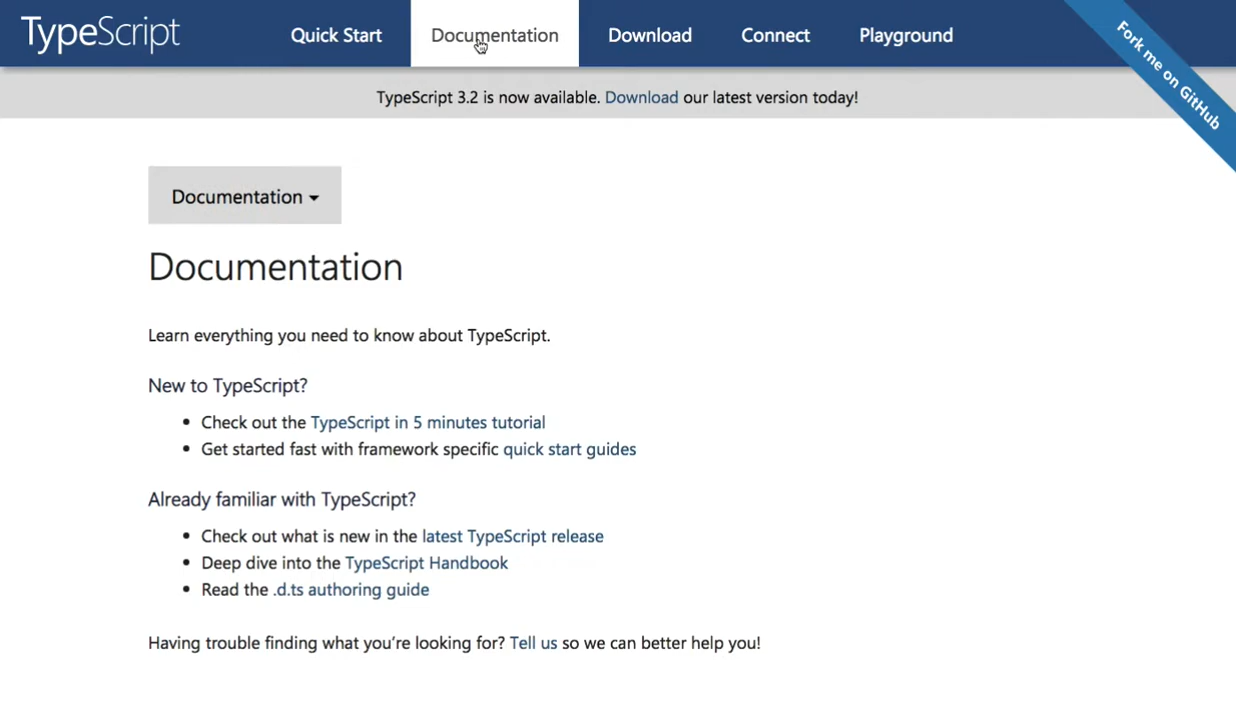 TypeScript Quick Start Documentation Download Connect Playground
Fork me on GitHub
TypeScript 3.2 is now available. Download our latest version today!
Documentation
Documentation
Learn everything you need to know about TypeScript.
New to TypeScript?
• Check out the TypeScript in 5 minutes tutorial
• Get started fast with framework specific quick start guides
Already familiar with TypeScript?
• Check out what is new in the latest TypeScript release
• Deep dive into the TypeScript Handbook
• Read the .d.ts authoring guide
Having trouble finding what you’re looking for? Tell us so we can better help you!